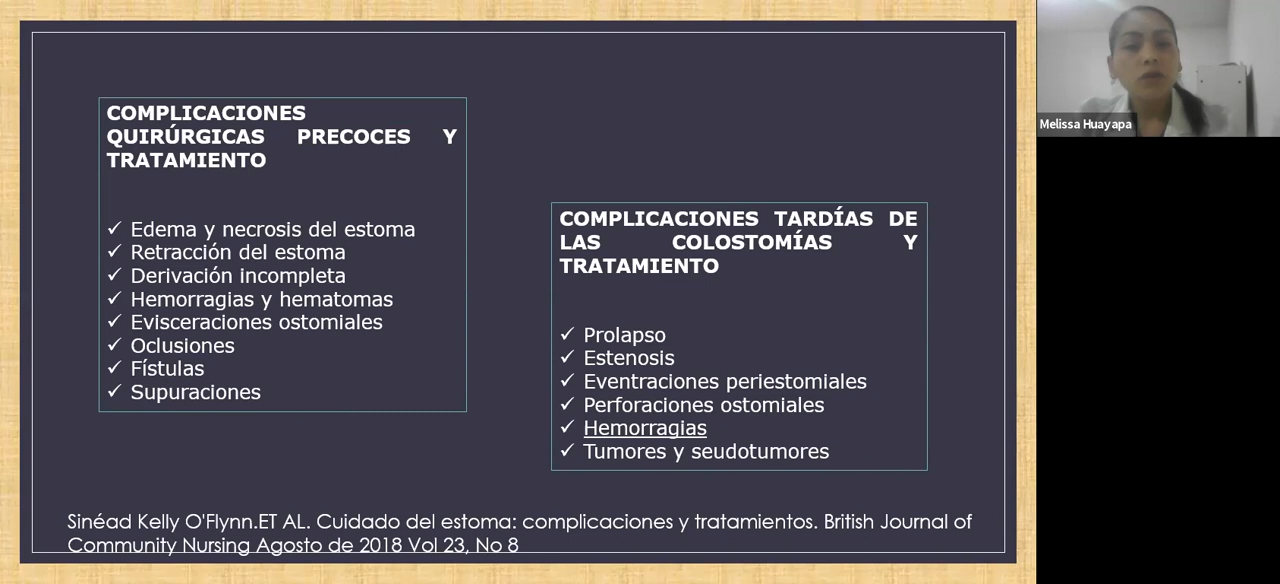 COMPLICACIONES
QUIRÚRGICAS PRECOCES Y
TRATAMIENTO
✓ Edema y necrosis del estoma
✓ Retracción del estoma
✓ Derivación incompleta
✓ Hemorragias y hematomas
✓ Evisceraciones ostomiales
✓ Oclusiones
✓ Fístulas
✓ Supuraciones
COMPLICACIONES TARDÍAS DE
LAS COLOSTOMÍAS Y
TRATAMIENTO
✓ Prolapso
✓ Estenosis
✓ Eventraciones periestomiales
✓ Perforaciones ostomiales
✓ Hemorragias
✓ Tumores y seudotumores
Sinéad Kelly O'Flynn.ET AL. Cuidado del estoma: complicaciones y tratamientos. British Journal of
Community Nursing Agosto de 2018 Vol 23, No 8
Melissa Huayapa